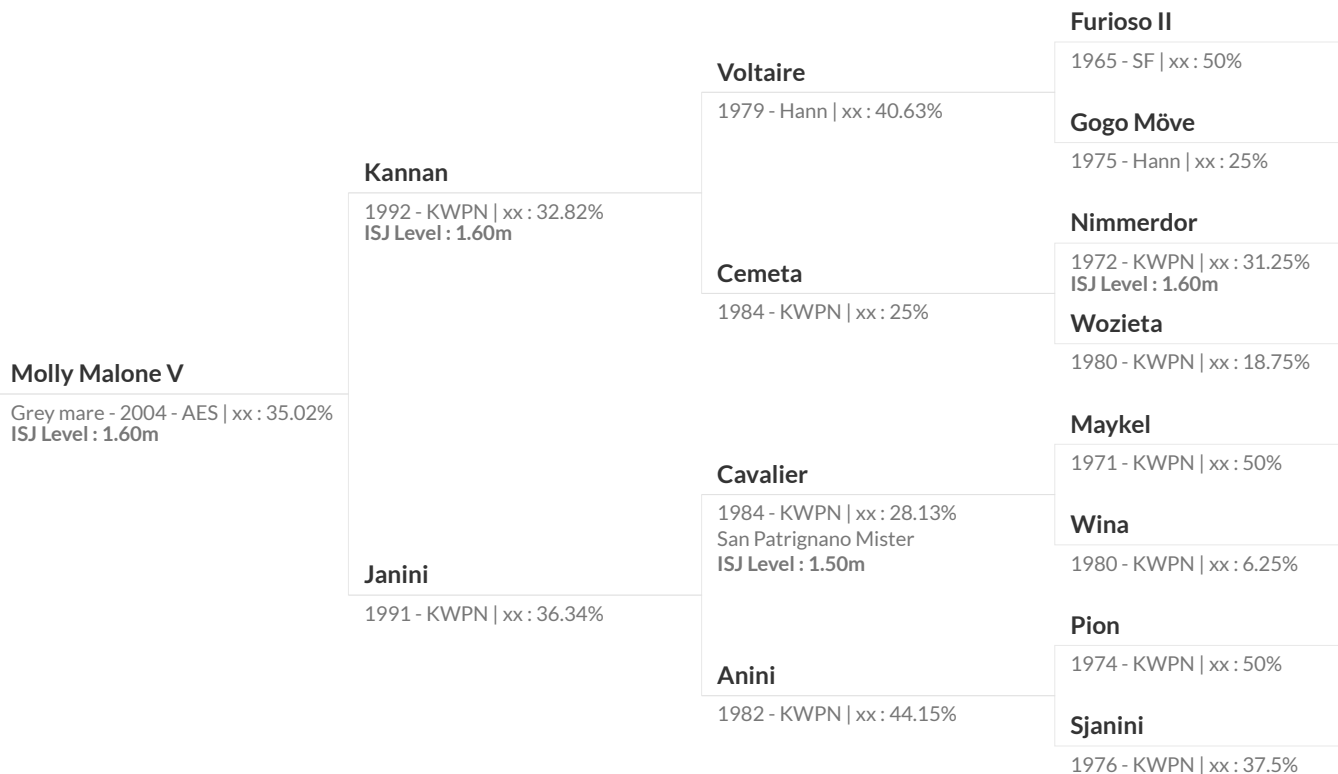 Furioso II
1965 - SF | xx : 50%
Voltaire
1979 - Hann | xx : 40.63%
Gogo Möve
1975 - Hann | xx : 25%
Kannan
1992 - KWPN | xx : 32.82%
ISJ Level : 1.60m
Nimmerdor
1972 - KWPN | xx : 31.25%
ISJ Level : 1.60m
Cemeta
1984 - KWPN | xx : 25%
Wozieta
1980 - KWPN | xx : 18.75%
Molly Malone V
Grey mare - 2004 - AES | xx : 35.02%
ISJ Level : 1.60m
Maykel
1971 - KWPN | xx : 50%
Cavalier
1984 - KWPN | xx : 28.13%
San Patrignano Mister
ISJ Level : 1.50m
Wina
1980 - KWPN | xx : 6.25%
Janini
1991 - KWPN | xx : 36.34%
Pion
1974 - KWPN | xx : 50%
Anini
1982 - KWPN | xx : 44.15%
Sjanini
1976 - KWPN | xx : 37.5%